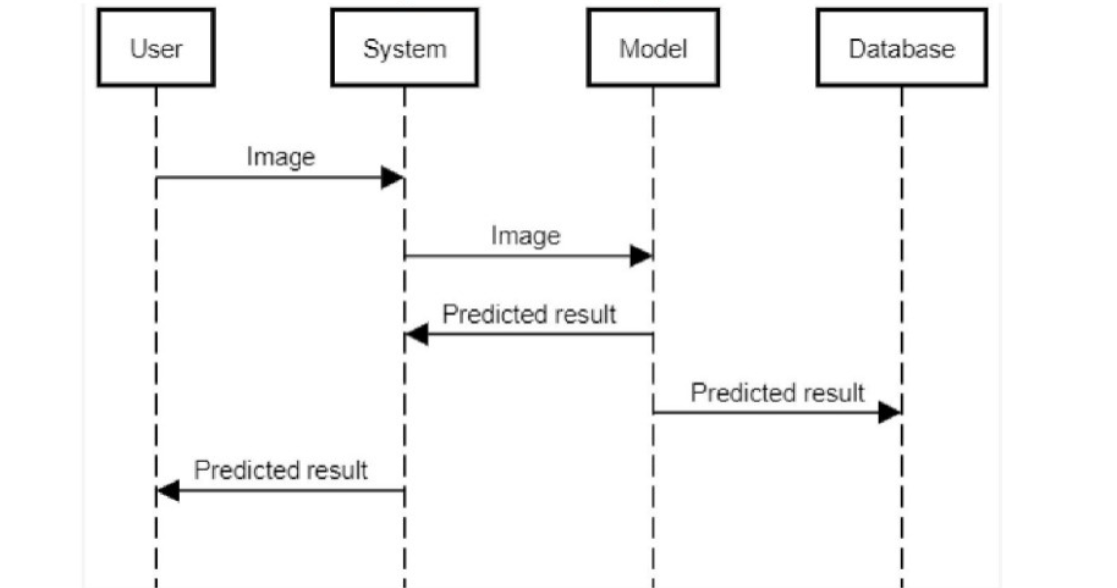 User
System
Model
Database
Image
Image
Predicted result
Predicted result
Predicted result